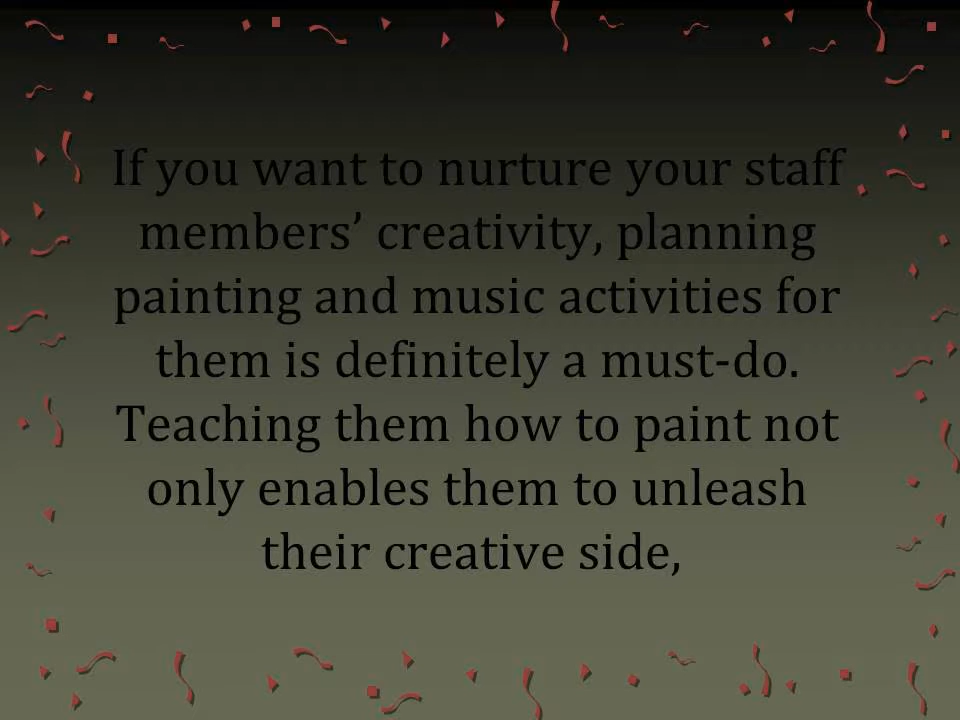 If you want to nurture your staff
members’ creativity, planning
painting and music activities for
them is definitely a must-do.
Teaching them how to paint not
only enables them to unleash
their creative side,